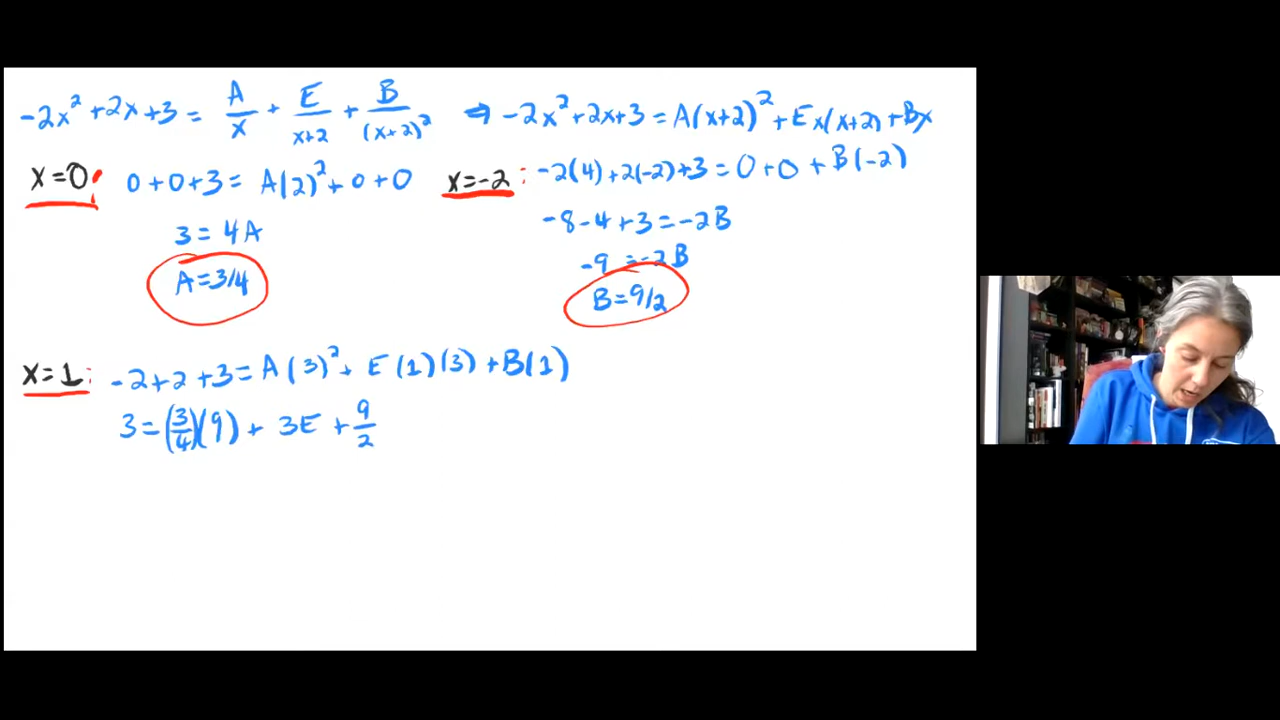 -2x² + 2x + 3 = A/x + E/(x+2) + B/(x+2)² → -2x² + 2x + 3 = A(x+2)² + Ex(x+2) + Bx
x=0: 0 + 0 + 3 = A(2)² + 0 + 0
3 = 4A
A = 3/4
x=-2: -2(4) + 2(-2) + 3 = 0 + 0 + B(-2)
-8 - 4 + 3 = -2B
-9 = -2B
B = 9/2
x=1: -2 + 2 + 3 = A(3)² + E(1)(3) + B(1)
3 = (3/4)(9) + 3E + 9/2